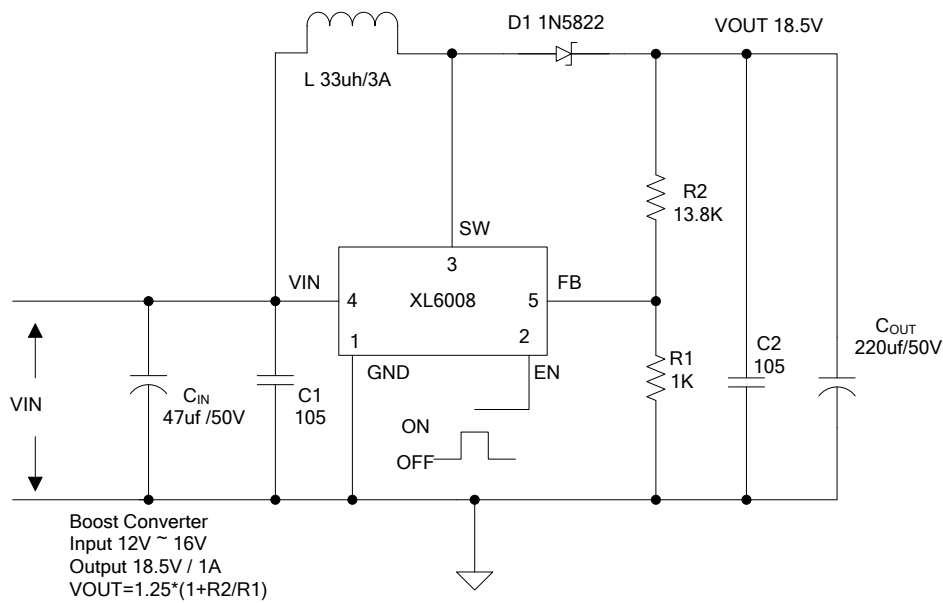 D1 1N5822
VOUT 18.5V
L 33uh/3A
R2
13.8K
SW
3
VIN
FB
4
XL6008
5
1
2
GND
EN
R1
1K
C2
105
COUT
220uf/50V
VIN
CIN
47uf /50V
C1
105
ON
OFF
Boost Converter
Input 12V ~ 16V
Output 18.5V / 1A
VOUT=1.25*(1+R2/R1)